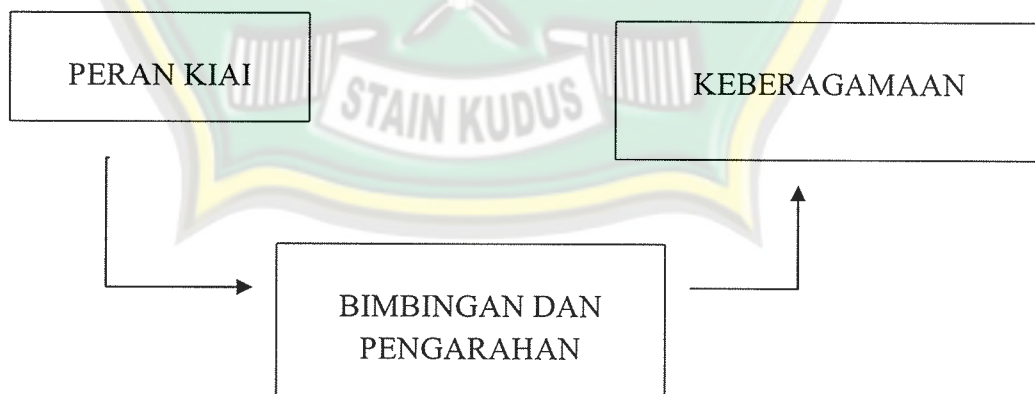 PERAN KIAI
STAIN KUDUS
KEBERAGAMAAN
BIMBINGAN DAN
PENGARAHAN